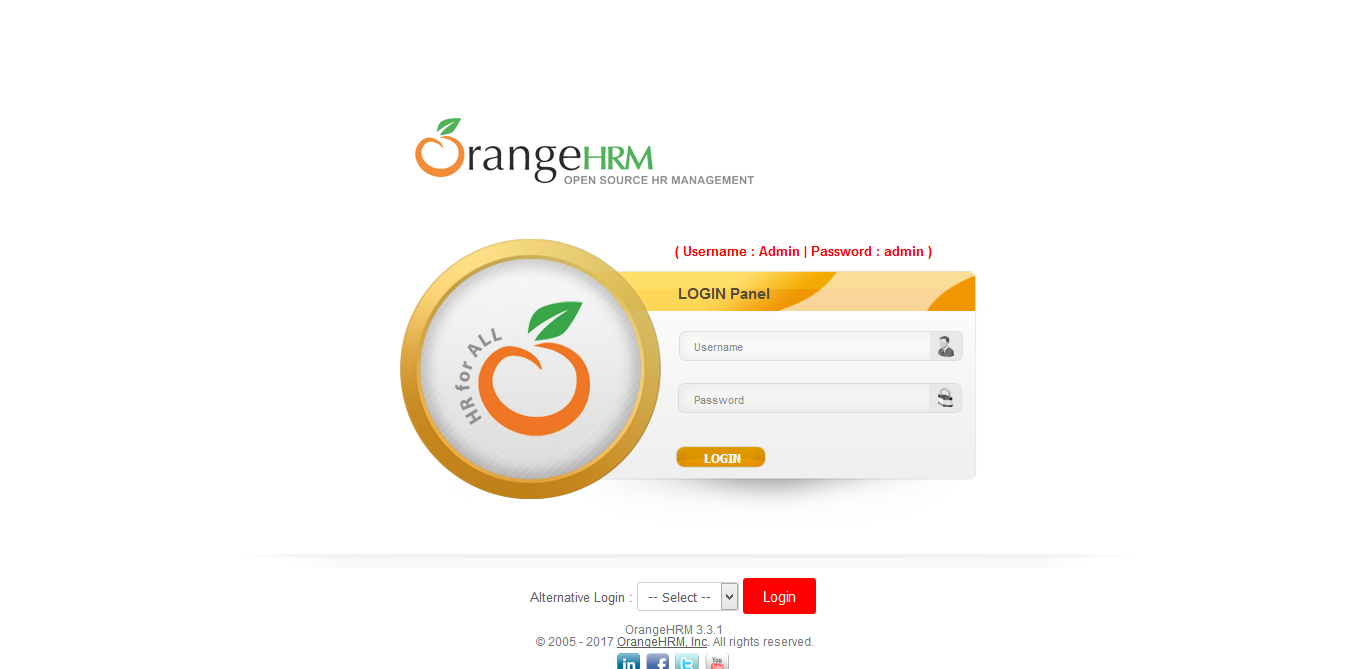 OrangeHRM
OPEN SOURCE HR MANAGEMENT
( Username : Admin | Password : admin )
LOGIN Panel
HR for ALL
Username
Password
LOGIN
Alternative Login : -- Select -- Login
OrangeHRM 3.3.1
© 2005 - 2017 OrangeHRM, Inc. All rights reserved.
in f t You